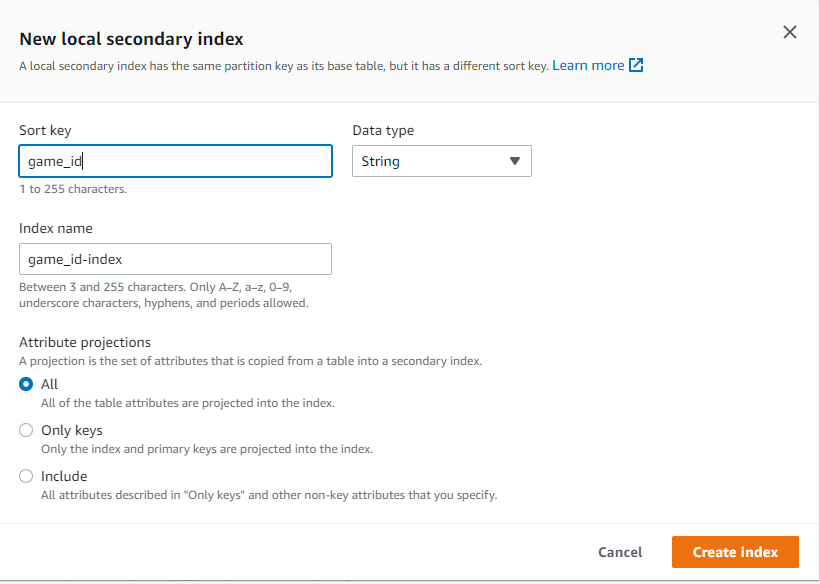 New local secondary index
A local secondary index has the same partition key as its base table, but it has a different sort key. Learn more
Sort key
Data type
game_id
String
1 to 255 characters.
Index name
game_id-index
Between 3 and 255 characters. Only A–Z, a–z, 0–9,
underscore characters, hyphens, and periods allowed.
Attribute projections
A projection is the set of attributes that is copied from a table into a secondary index.
All
All of the table attributes are projected into the index.
Only keys
Only the index and primary keys are projected into the index.
Include
All attributes described in "Only keys" and other non-key attributes that you specify.
Cancel
Create index